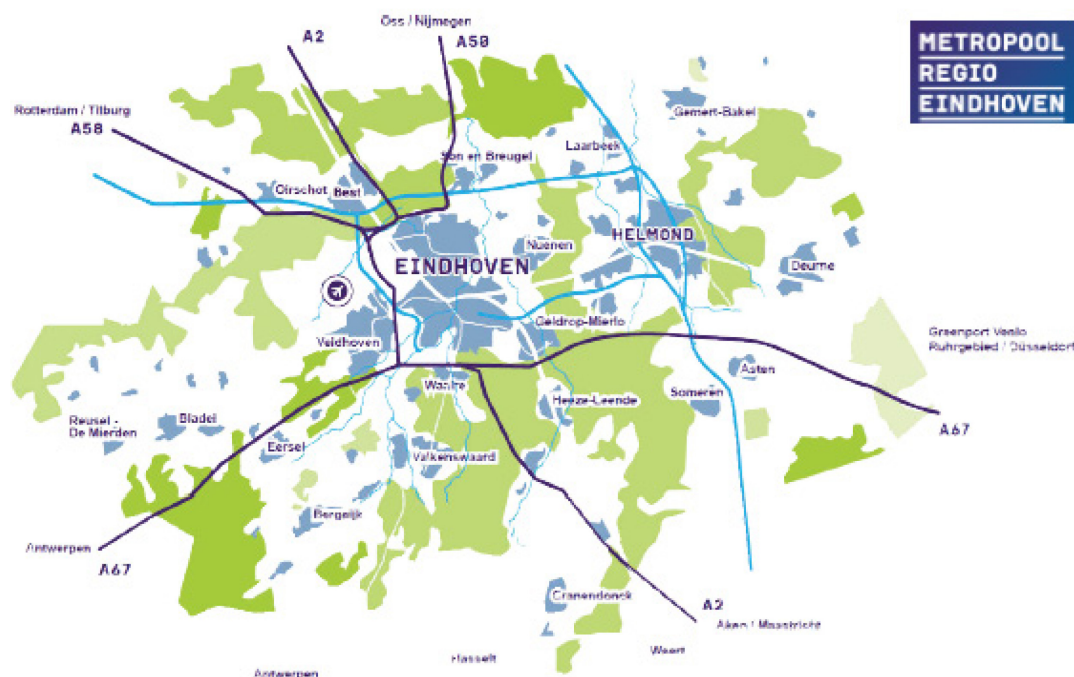 Oss / Nijmegen
A2
A50
METROPOOL
REGIO
EINDHOVEN
Rotterdam / Tilburg
A58
Gemert-Bakel
Laarbeek
Son en Breugel
Oirschot
Best
Nuenen
HELMOND
EINDHOVEN
Deurne
Geldrop-Mierlo
Veldhoven
Greenport Venlo
Ruhrgebied / Düsseldorf
Asten
Waalre
Someren
Heeze-Leende
Reusel -
De Mierden
Bladel
A67
Eersel
Valkenswaard
Bergeijk
Antwerpen
A67
Cranendonck
A2
Aken / Maastricht
Weert
Hasselt
Antwerpen